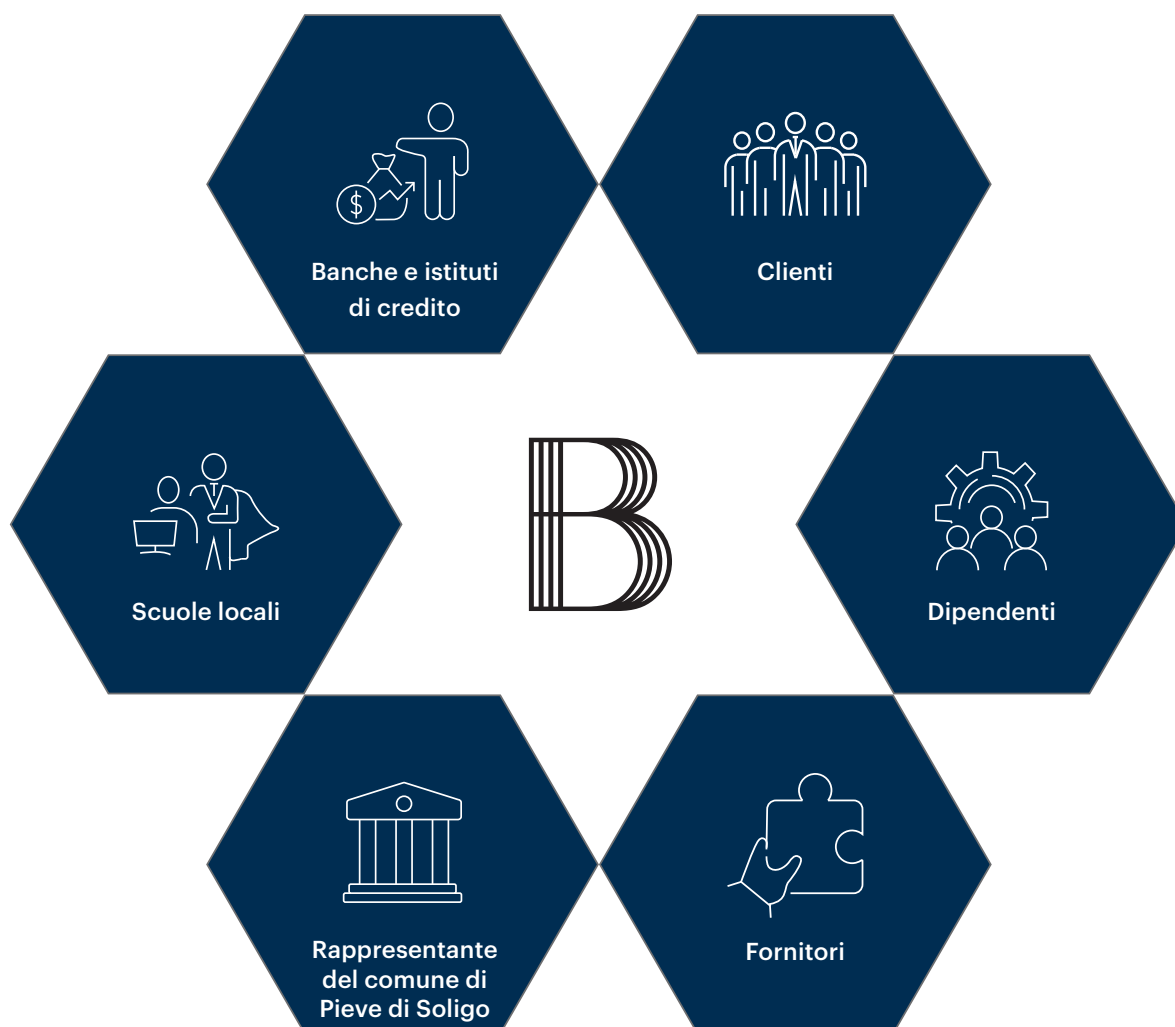 Banche e istituti
di credito
Clienti
Scuole locali
B
Dipendenti
Rappresentante
del comune di
Pieve di Soligo
Fornitori